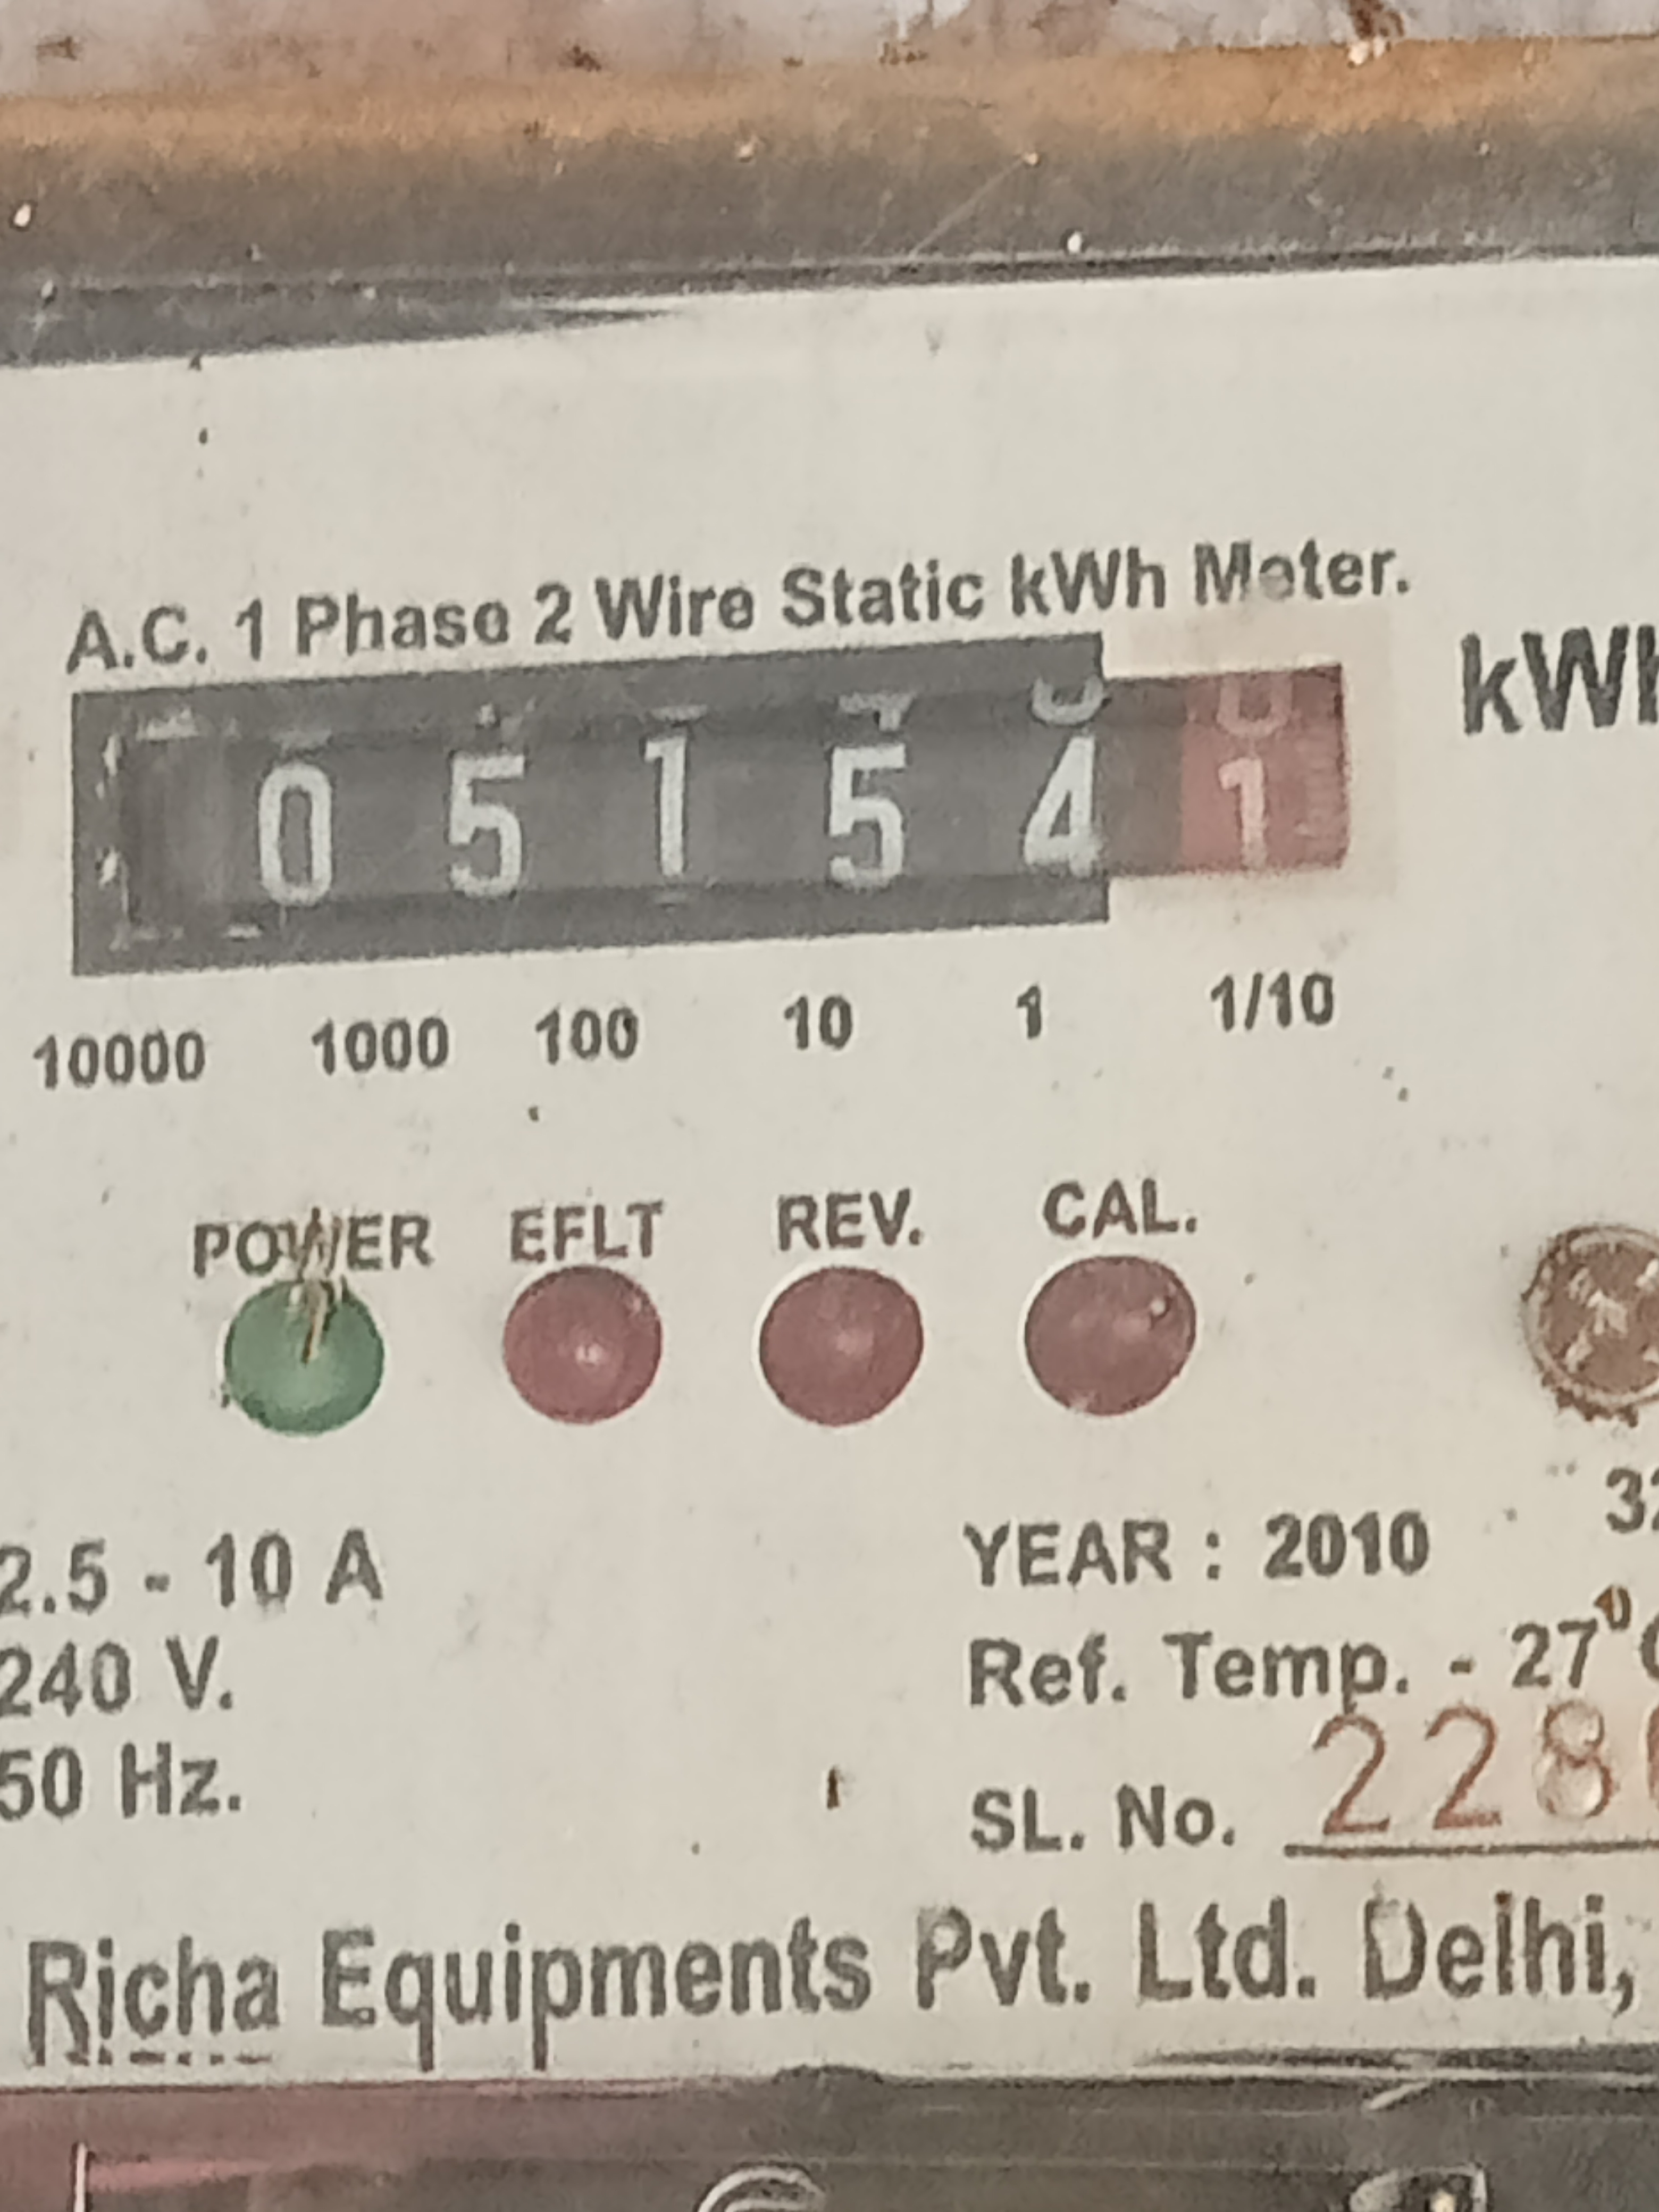 A.C. 1 Phase 2 Wire Static kWh Meter.
0 5 1 5 4 1 kWh
10000 1000 100 10 1 1/10
POWER EFLT REV. CAL.
2.5 - 10 A
240 V.
50 Hz.
YEAR : 2010
Ref. Temp. - 27°C
SL. No. 228
Richa Equipments Pvt. Ltd. Delhi,